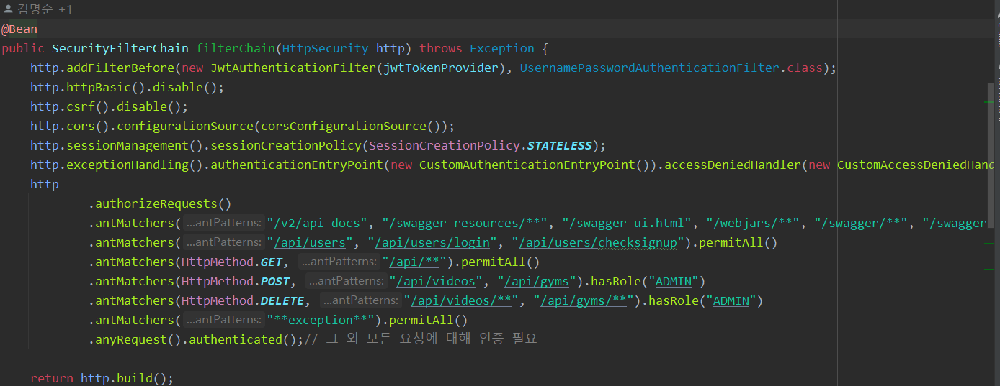 김명준 +1
@Bean
public SecurityFilterChain filterChain(HttpSecurity http) throws Exception {
http.addFilterBefore(new JwtAuthenticationFilter(jwtTokenProvider), UsernamePasswordAuthenticationFilter.class);
http.httpBasic().disable();
http.csrf().disable();
http.cors().configurationSource(corsConfigurationSource());
http.sessionManagement().sessionCreationPolicy(SessionCreationPolicy.STATELESS);
http.exceptionHandling().authenticationEntryPoint(new CustomAuthenticationEntryPoint()).accessDeniedHandler(new CustomAccessDeniedHand
http
.authorizeRequests()
.antMatchers( ...antPatterns: "/v2/api-docs", "/swagger-resources/**", "/swagger-ui.html", "/webjars/**", "/swagger/**", "/swagger-
.antMatchers( ...antPatterns: "/api/users", "/api/users/login", "/api/users/checksignup").permitAll()
.antMatchers(HttpMethod.GET, ...antPatterns: "/api/**").permitAll()
.antMatchers(HttpMethod.POST, ...antPatterns: "/api/videos", "/api/gyms").hasRole("ADMIN")
.antMatchers(HttpMethod.DELETE, ...antPatterns: "/api/videos/**", "/api/gyms/**").hasRole("ADMIN")
.antMatchers( ...antPatterns: "**exception**").permitAll()
.anyRequest().authenticated();// 그 외 모든 요청에 대해 인증 필요
return http.build();